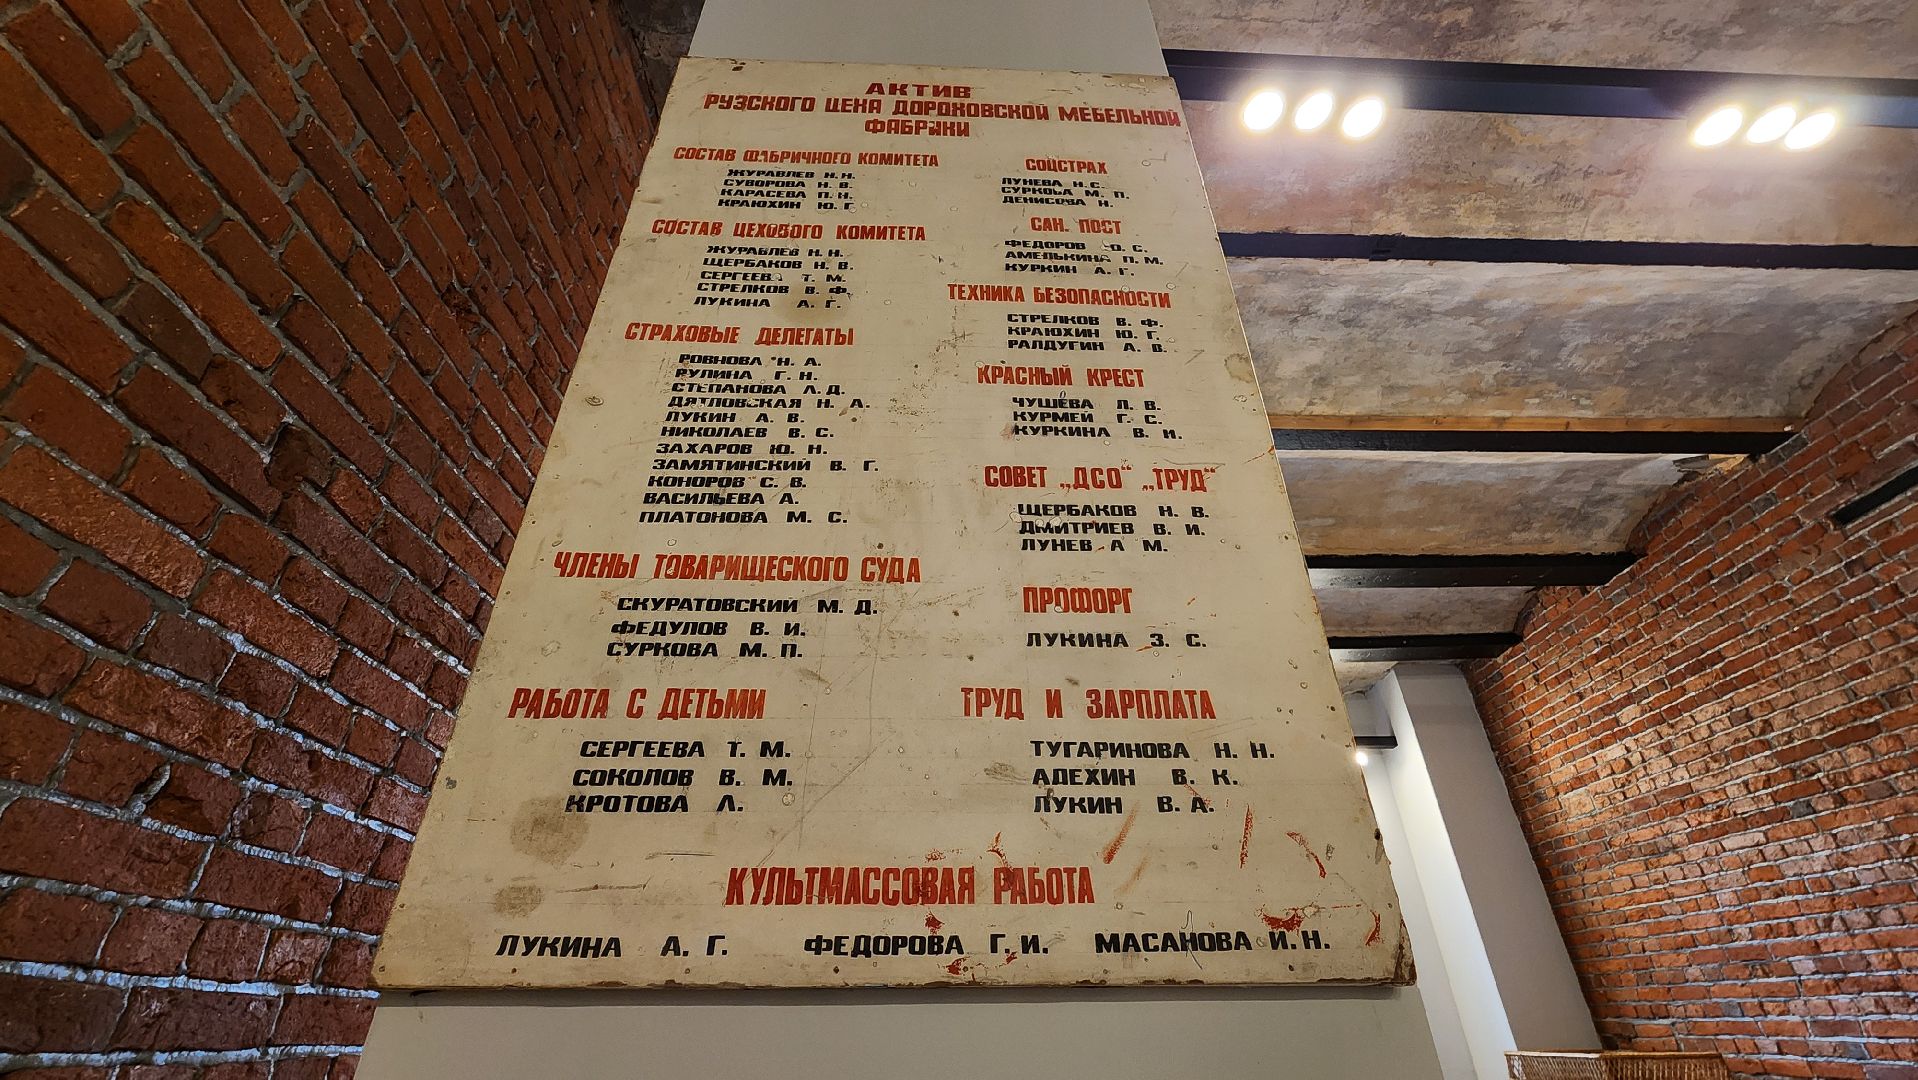 АКТИВ
РУЗСКОГО ЦЕХА ДОРОХОВСКОЙ МЕБЕЛЬНОЙ
ФАБРИКИ
СОСТАВ ФАБРИЧНОГО КОМИТЕТА
ЖУРАВЛЕВ Н. Н.
СУВОРОВА Н. В.
КАРАСЕВА П. Н.
КРАЮХИН Ю. Г.
СОСТАВ ЦЕХОВОГО КОМИТЕТА
ЖУРАВЛЕВ Н. Н.
ЩЕРБАКОВ Н. В.
СЕРГЕЕВА Т. М.
СТРЕЛКОВ В. Ф.
ЛУКИНА А. Г.
СТРАХОВЫЕ ДЕЛЕГАТЫ
РОВНОВА Н. А.
РУЛИНА Г. Н.
СТЕПАНОВА Л. Д.
ДЯТЛОВСКАЯ Н. А.
ЛУКИН А. В.
НИКОЛАЕВ В. С.
ЗАХАРОВ Ю. Н.
ЗАМЯТИНСКИЙ В. Г.
КОНОРОВ С. В.
ВАСИЛЬЕВА А.
ПЛАТОНОВА М. С.
ЧЛЕНЫ ТОВАРИЩЕСКОГО СУДА
СКУРАТОВСКИЙ М. Д.
ФЕДУЛОВ В. И.
СУРКОВА М. П.
РАБОТА С ДЕТЬМИ
СЕРГЕЕВА Т. М.
СОКОЛОВ В. М.
КРОТОВА Л.
СОЦСТРАХ
ЛУНЕВА Н. С.
СУРКОВА М. П.
ДЕНИСОВА Н.
САН. ПОСТ
ФЕДОРОВ О. С.
АМЕЛЬКИНА П. М.
КУРКИН А. Г.
ТЕХНИКА БЕЗОПАСНОСТИ
СТРЕЛКОВ В. Ф.
КРАЮХИН Ю. Г.
РАЛДУГИН А. В.
КРАСНЫЙ КРЕСТ
ЧУШЁВА Л. В.
КУРМЕЙ Г. С.
КУРКИНА В. И.
СОВЕТ „ДСО“ „ТРУД“
ЩЕРБАКОВ Н. В.
ДМИТРИЕВ В. И.
ЛУНЕВ А М.
ПРОФОРГ
ЛУКИНА З. С.
ТРУД И ЗАРПЛАТА
ТУГАРИНОВА Н. Н.
АДЕХИН В. К.
ЛУКИН В. А.
КУЛЬТМАССОВАЯ РАБОТА
ЛУКИНА А. Г. ФЕДОРОВА Г. И. МАСАНОВА И. Н.